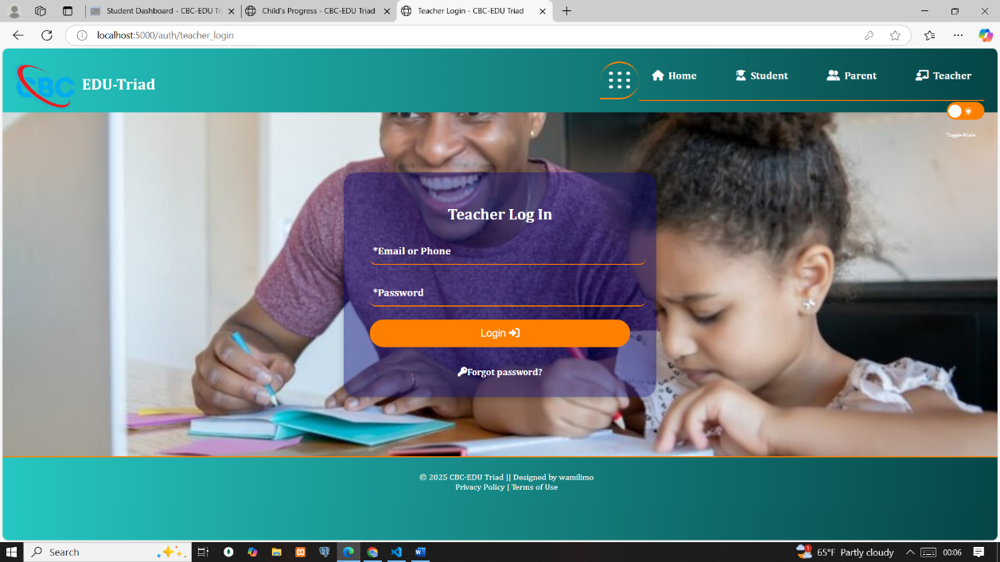 Student Dashboard - CBC-EDU Tr
Child's Progress - CBC-EDU Triad
Teacher Login - CBC-EDU Triad
localhost:5000/auth/teacher_login
CBC EDU-Triad
Home
Student
Parent
Teacher
Toggle-Mode
Teacher Log In
*Email or Phone
*Password
Login
Forgot password?
© 2025 CBC-EDU Triad || Designed by wamilimo
Privacy Policy | Terms of Use
Search
1
65°F Partly cloudy
00:06